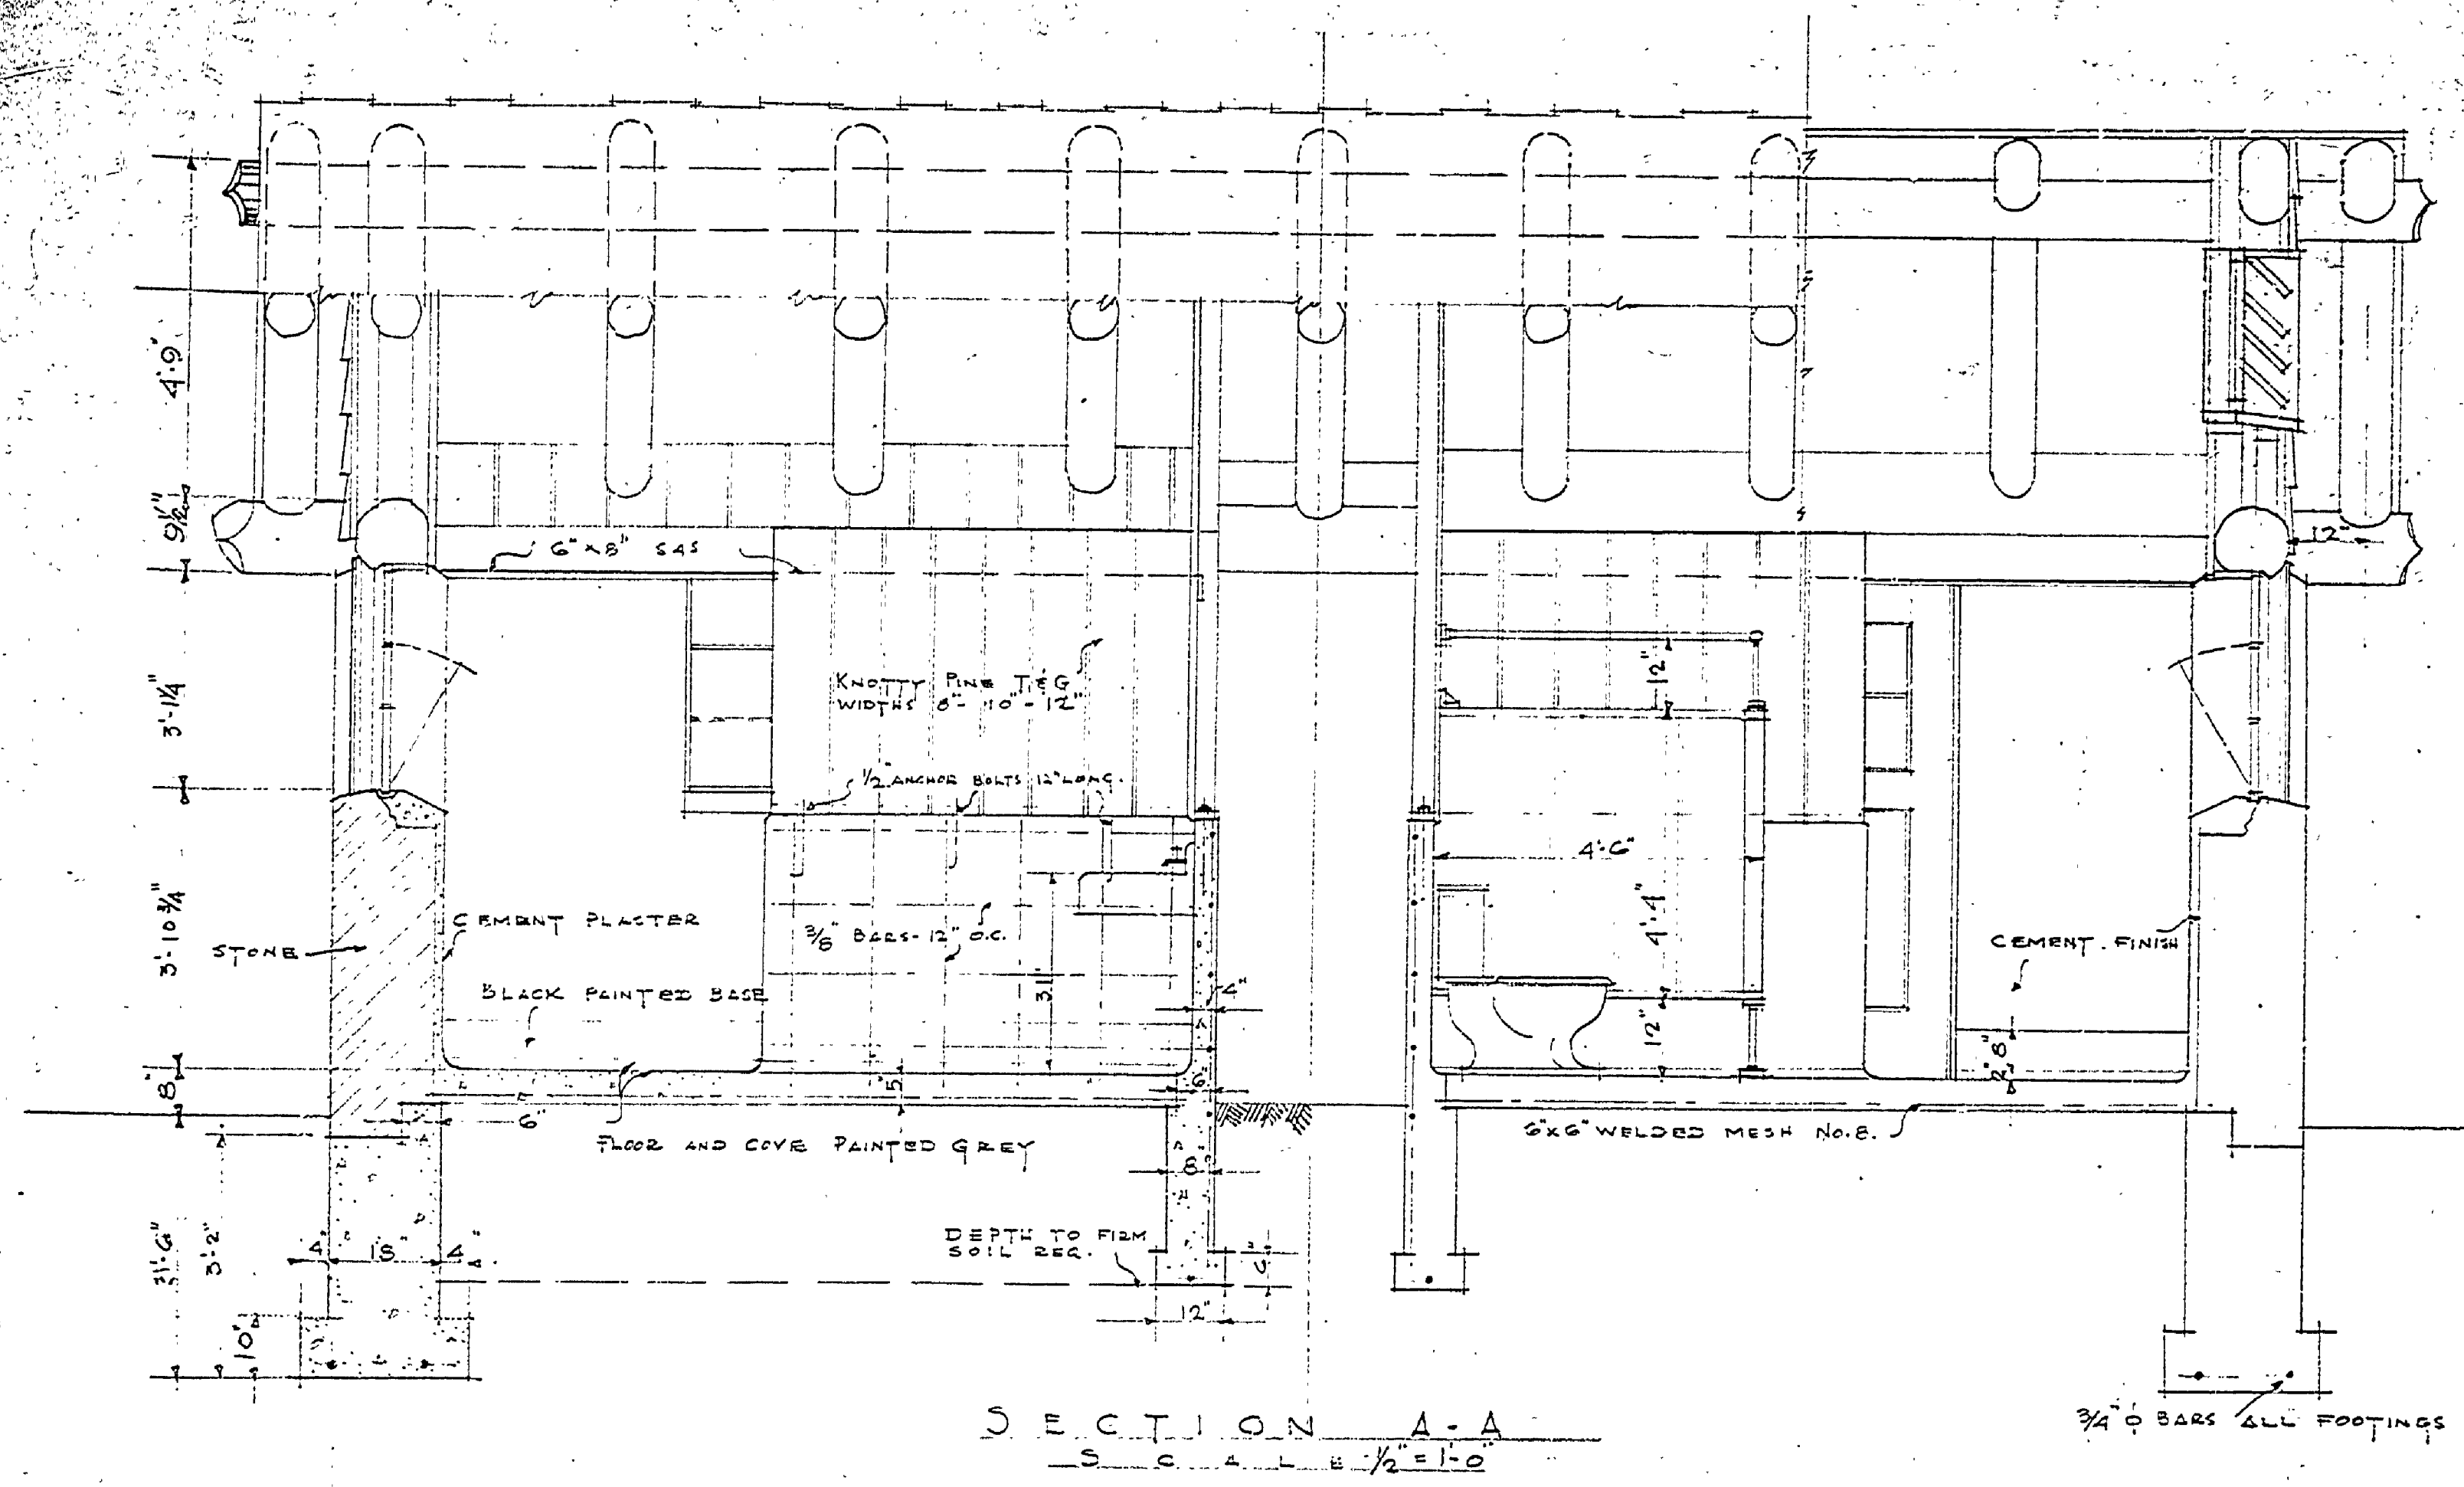 4'-9"
9½"
6" x 8" S4S
12"
3'-1¼"
KNOTTY PINE T & G
WIDTHS 8"- 10"- 12"
12"
½" ANCHOR BOLTS 12" LONG.
4'-6"
3'-10¾"
STONE
CEMENT PLASTER
⅜" BARS- 12" O.C.
31"
4'-4"
CEMENT FINISH
BLACK PAINTED BASE
4"
12"
8"
2"
8"
5"
6"
6"
FLOOR AND COVE PAINTED GREY
6"x6" WELDED MESH No.8.
8"
3'-2"
4"
18"
4"
DEPTH TO FIRM
SOIL REQ.
6"
12"
10"
SECTION A-A
SCALE ½" = 1'-0"
¾" ϕ BARS ALL FOOTINGS